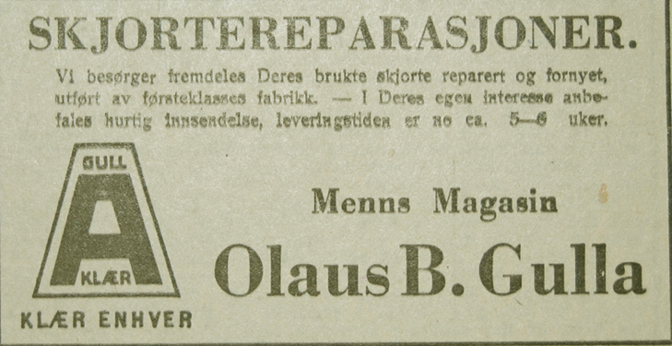 SKJORTEREPARASJONER.
Vi besørger fremdeles Deres brukte skjorte reparert og fornyet,
utført av førsteklasses fabrikk. — I Deres egen interesse anbe-
fales hurtig innsendelse, leveringstiden er no ca. 5—6 uker.
GULL
A
KLÆR
KLÆR ENHVER
Menns Magasin
Olaus B. Gulla